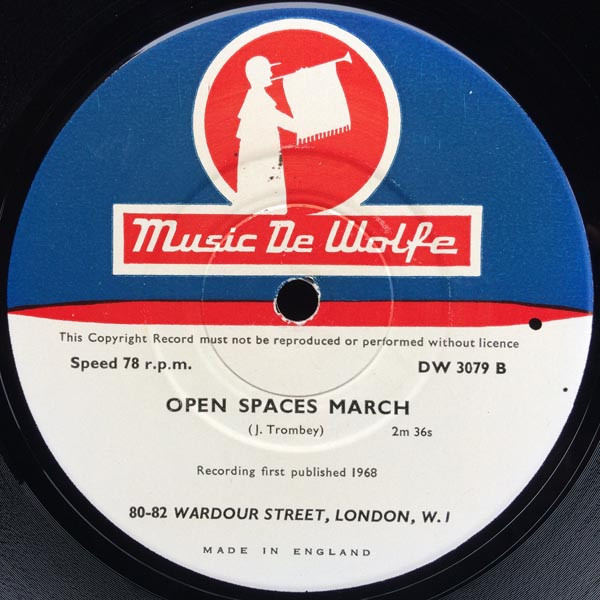 Music De Wolfe
This Copyright Record must not be reproduced or performed without licence
Speed 78 r.p.m. DW 3079 B
OPEN SPACES MARCH
(J. Trombey) 2m 36s
Recording first published 1968
80-82 WARDOUR STREET, LONDON, W.1
MADE IN ENGLAND